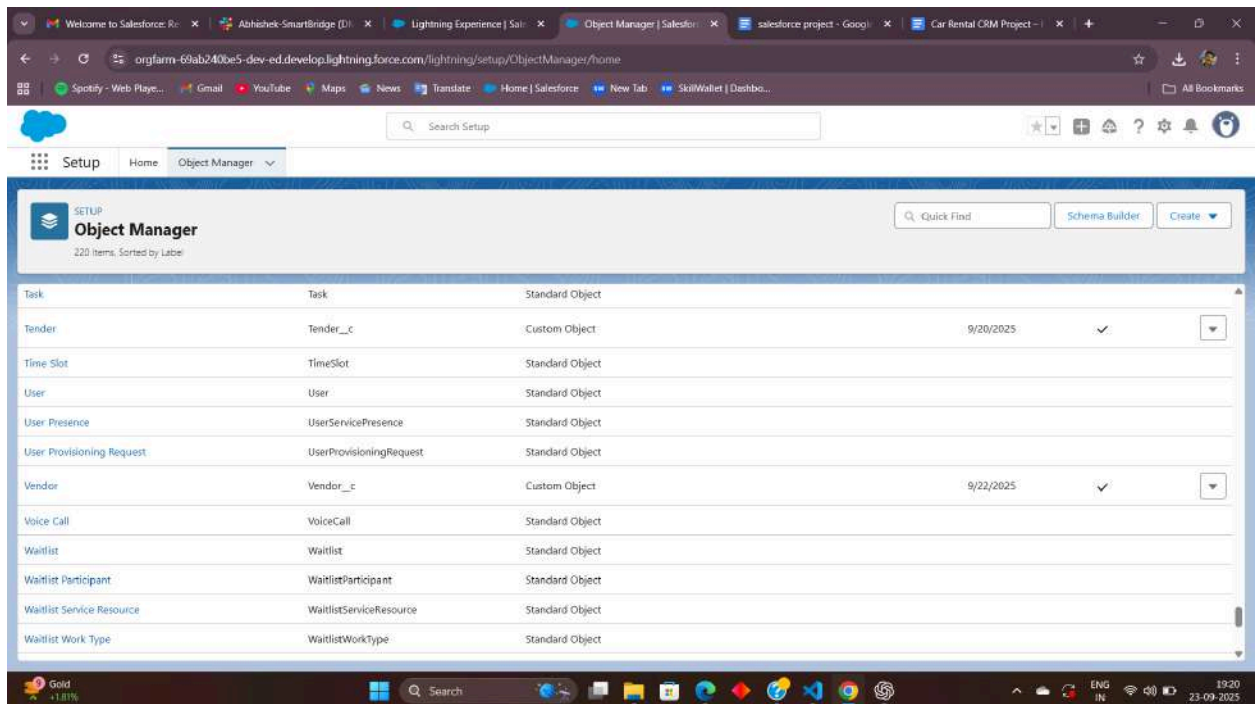 Welcome to Salesforce: Re
Abhishek-SmartBridge (D
Lightning Experience | Sal
Object Manager | Salesfor
salesforce project - Googl
Car Rental CRM Project –
orgfarm-69ab240be5-dev-ed.develop.lightning.force.com/lightning/setup/ObjectManager/home
Spotify - Web Playe... Gmail YouTube Maps News Translate Home | Salesforce New Tab SkillWallet | Dashbo... All Bookmarks
Search Setup
Setup Home Object Manager
SETUP
Object Manager
220 Items, Sorted by Label
Quick Find Schema Builder Create
Task Task Standard Object
Tender Tender__c Custom Object 9/20/2025
Time Slot TimeSlot Standard Object
User User Standard Object
User Presence UserServicePresence Standard Object
User Provisioning Request UserProvisioningRequest Standard Object
Vendor Vendor__c Custom Object 9/22/2025
Voice Call VoiceCall Standard Object
Waitlist Waitlist Standard Object
Waitlist Participant WaitlistParticipant Standard Object
Waitlist Service Resource WaitlistServiceResource Standard Object
Waitlist Work Type WaitlistWorkType Standard Object
Gold
+1.81%
Search
ENG
IN
19:20
23-09-2025